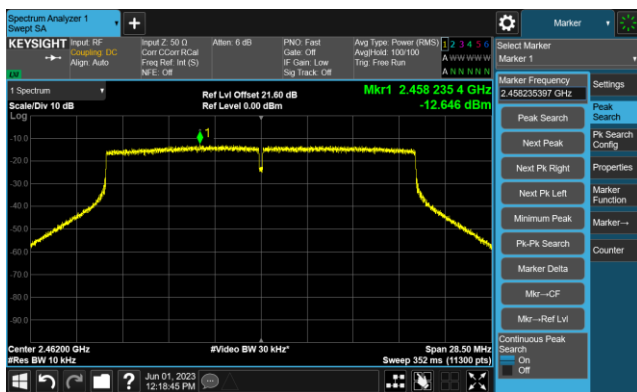 Spectrum Analyzer 1
Swept SA
KEYSIGHT
Input: RF
Coupling: DC
Align: Auto
Input Z: 50 Ω
Corr CCorr RCal
Freq Ref: Int (S)
NFE: Off
Atten: 6 dB
PNO: Fast
Gate: Off
IF Gain: Low
Sig Track: Off
Avg Type: Power (RMS)
Avg|Hold: 100/100
Trig: Free Run
1 2 3 4 5 6
A W W W W W
A N N N N N
1 Spectrum
Scale/Div 10 dB
Log
Ref Lvl Offset 21.60 dB
Ref Level 0.00 dBm
Mkr1 2.458 235 4 GHz
-12.646 dBm
1
-10.0
-20.0
-30.0
-40.0
-50.0
-60.0
-70.0
-80.0
-90.0
Center 2.46200 GHz
#Res BW 10 kHz
#Video BW 30 kHz*
Span 28.50 MHz
Sweep 352 ms (11300 pts)
Jun 01, 2023
12:18:45 PM
Marker
Select Marker
Marker 1
Marker Frequency
2.458235397 GHz
Peak Search
Next Peak
Next Pk Right
Next Pk Left
Minimum Peak
Pk-Pk Search
Marker Delta
Mkr→CF
Mkr→Ref Lvl
Continuous Peak
Search
On
Off
Settings
Peak
Search
Pk Search
Config
Properties
Marker
Function
Marker→
Counter